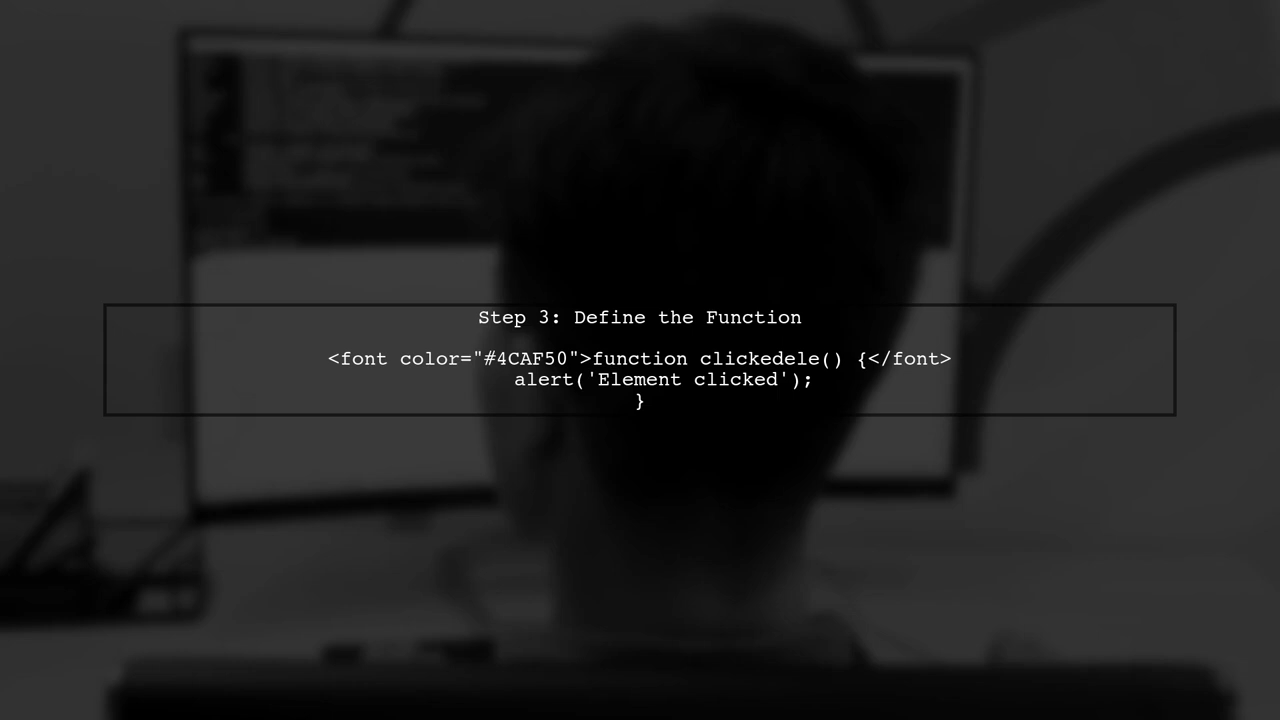 Step 3: Define the Function
<font color="#4CAF50">function clickedele() {</font>
alert('Element clicked');
}